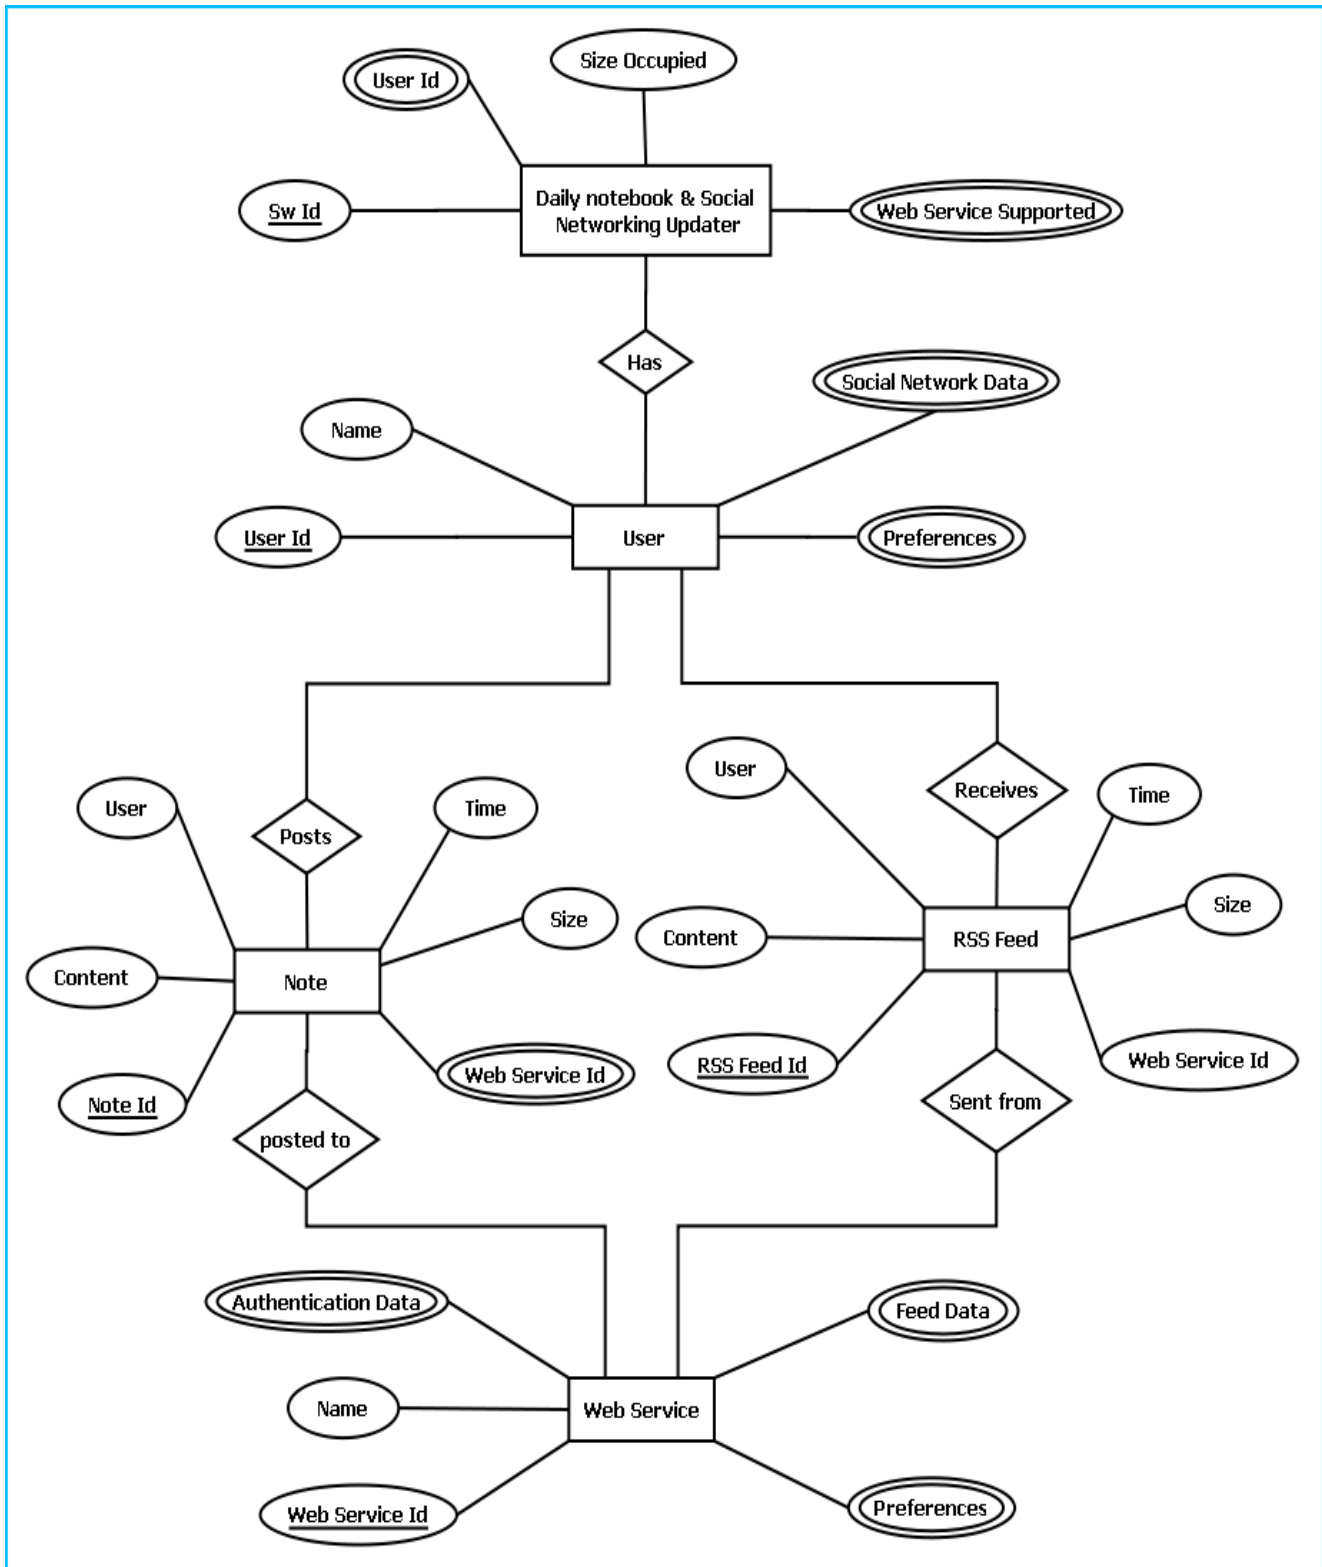 Size Occupied
User Id
Daily notebook & Social
Networking Updater
Sw Id
Web Service Supported
Has
Social Network Data
Name
User Id
User
Preferences
User
Receives
Time
User
Time
Posts
Size
Size
Content
RSS Feed
Content
Note
RSS Feed Id
Web Service Id
Web Service Id
Note Id
Sent from
posted to
Authentication Data
Feed Data
Name
Web Service
Web Service Id
Preferences